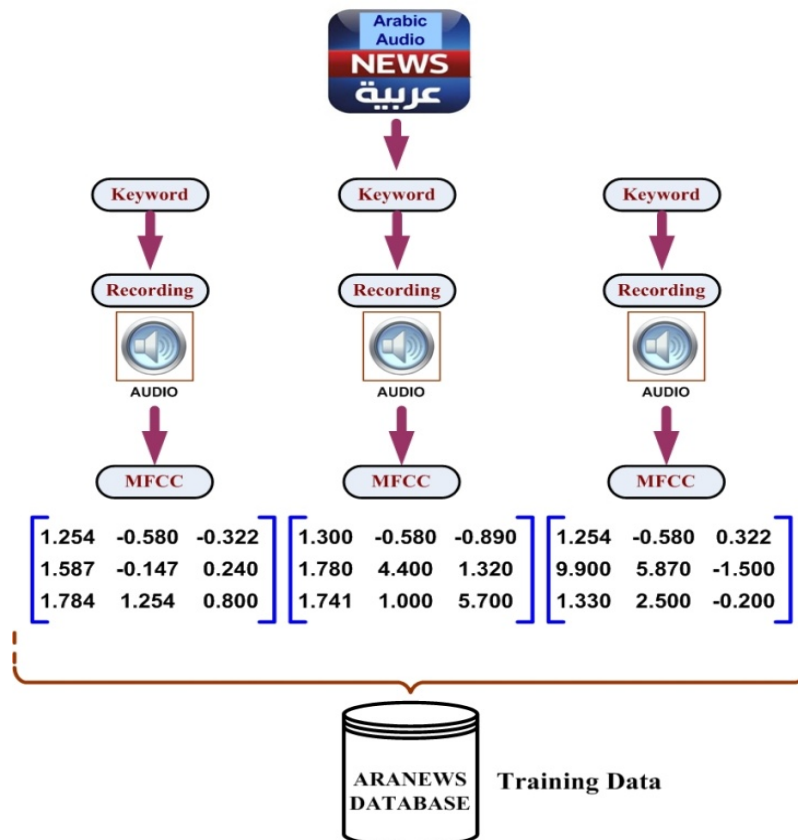 Arabic
Audio
NEWS
عربية
Keyword Keyword Keyword
Recording Recording Recording
AUDIO AUDIO AUDIO
MFCC MFCC MFCC
1.254 -0.580 -0.322 1.300 -0.580 -0.890 1.254 -0.580 0.322
1.587 -0.147 0.240 1.780 4.400 1.320 9.900 5.870 -1.500
1.784 1.254 0.800 1.741 1.000 5.700 1.330 2.500 -0.200
ARANEWS
DATABASE
Training Data